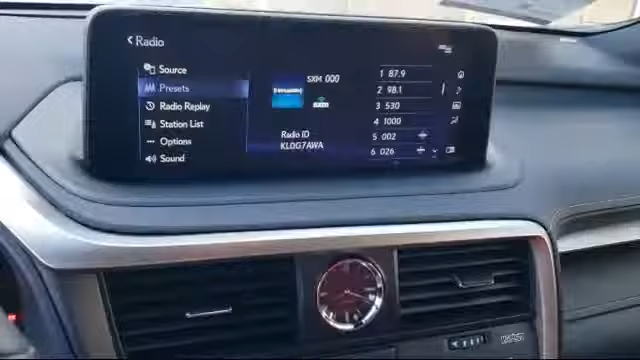 Radio
Source
Presets
Radio Replay
Station List
Options
Sound
SXM 000
Radio ID
KL0G7AWA
1 87.9
2 98.1
3 530
4 1000
5 002
6 026